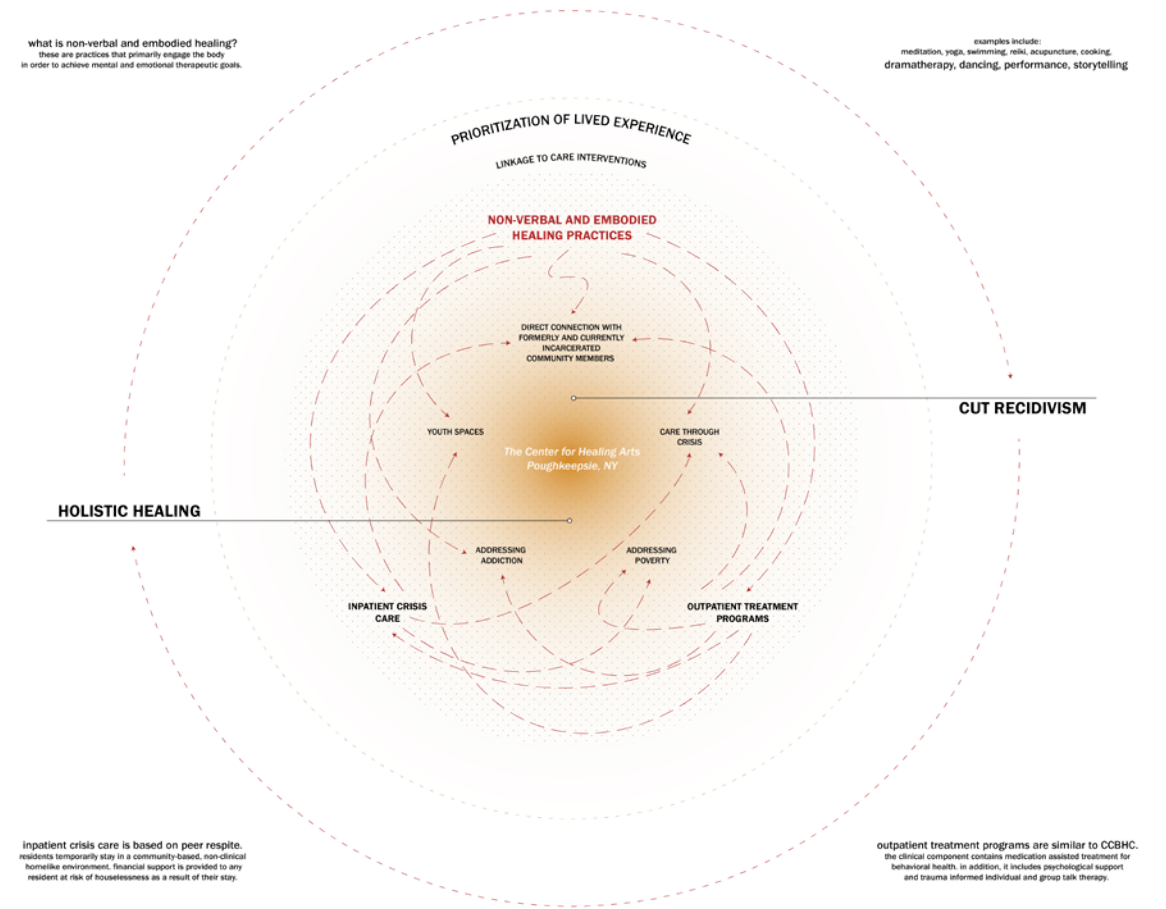 what is non-verbal and embodied healing?
these are practices that primarily engage the body
in order to achieve mental and emotional therapeutic goals.
examples include:
meditation, yoga, swimming, reiki, acupuncture, cooking,
dramatherapy, dancing, performance, storytelling
PRIORITIZATION OF LIVED EXPERIENCE
LINKAGE TO CARE INTERVENTIONS
NON-VERBAL AND EMBODIED
HEALING PRACTICES
DIRECT CONNECTION WITH
FORMERLY AND CURRENTLY
INCARCERATED
COMMUNITY MEMBERS
CUT RECIDIVISM
YOUTH SPACES
CARE THROUGH
CRISIS
The Center for Healing Arts
Poughkeepsie, NY
HOLISTIC HEALING
ADDRESSING
ADDICTION
ADDRESSING
POVERTY
INPATIENT CRISIS
CARE
OUTPATIENT TREATMENT
PROGRAMS
inpatient crisis care is based on peer respite.
residents temporarily stay in a community-based, non-clinical
homelike environment. financial support is provided to any
resident at risk of houselessness as a result of their stay.
outpatient treatment programs are similar to CCBHC.
the clinical component contains medication assisted treatment for
behavioral health. in addition, it includes psychological support
and trauma informed individual and group talk therapy.